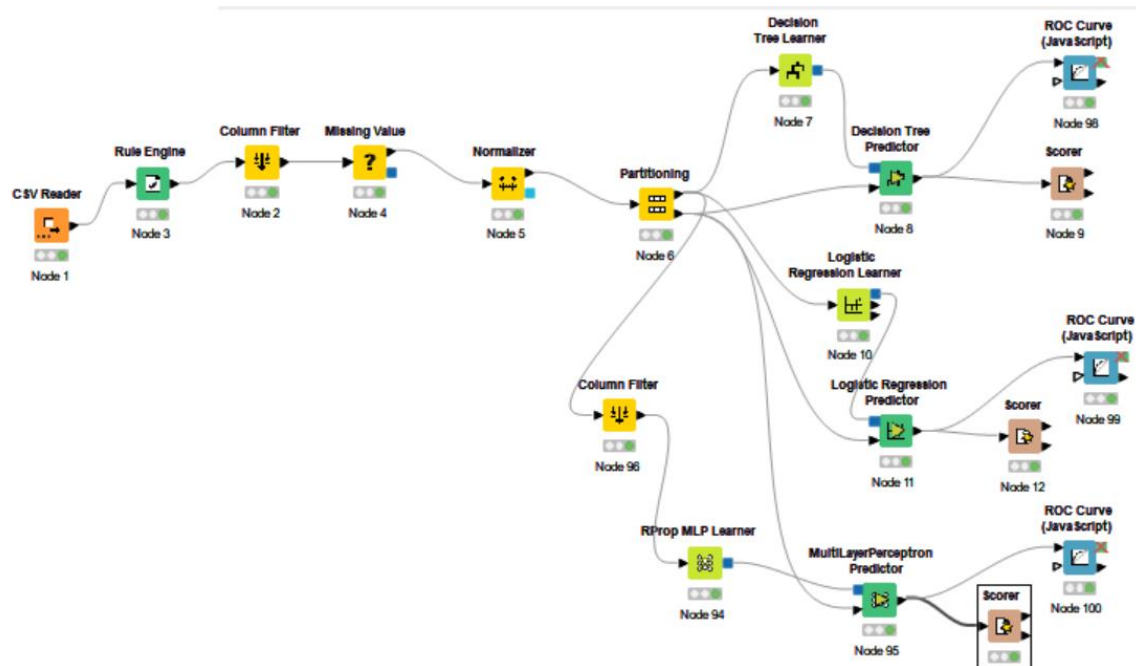 Decision
Tree Learner
Node 7
ROC Curve
(JavaScript)
Node 98
Column Filter
Node 2
Missing Value
?
Node 4
Rule Engine
Node 3
Normalizer
Node 5
Decision Tree
Predictor
Node 8
Scorer
Node 9
CSV Reader
Node 1
Partitioning
Node 6
Logistic
Regression Learner
Node 10
ROC Curve
(JavaScript)
Node 99
Column Filter
Node 96
Logistic Regression
Predictor
Node 11
Scorer
Node 12
RProp MLP Learner
Node 94
MultiLayerPerceptron
Predictor
Node 95
ROC Curve
(JavaScript)
Node 100
Scorer